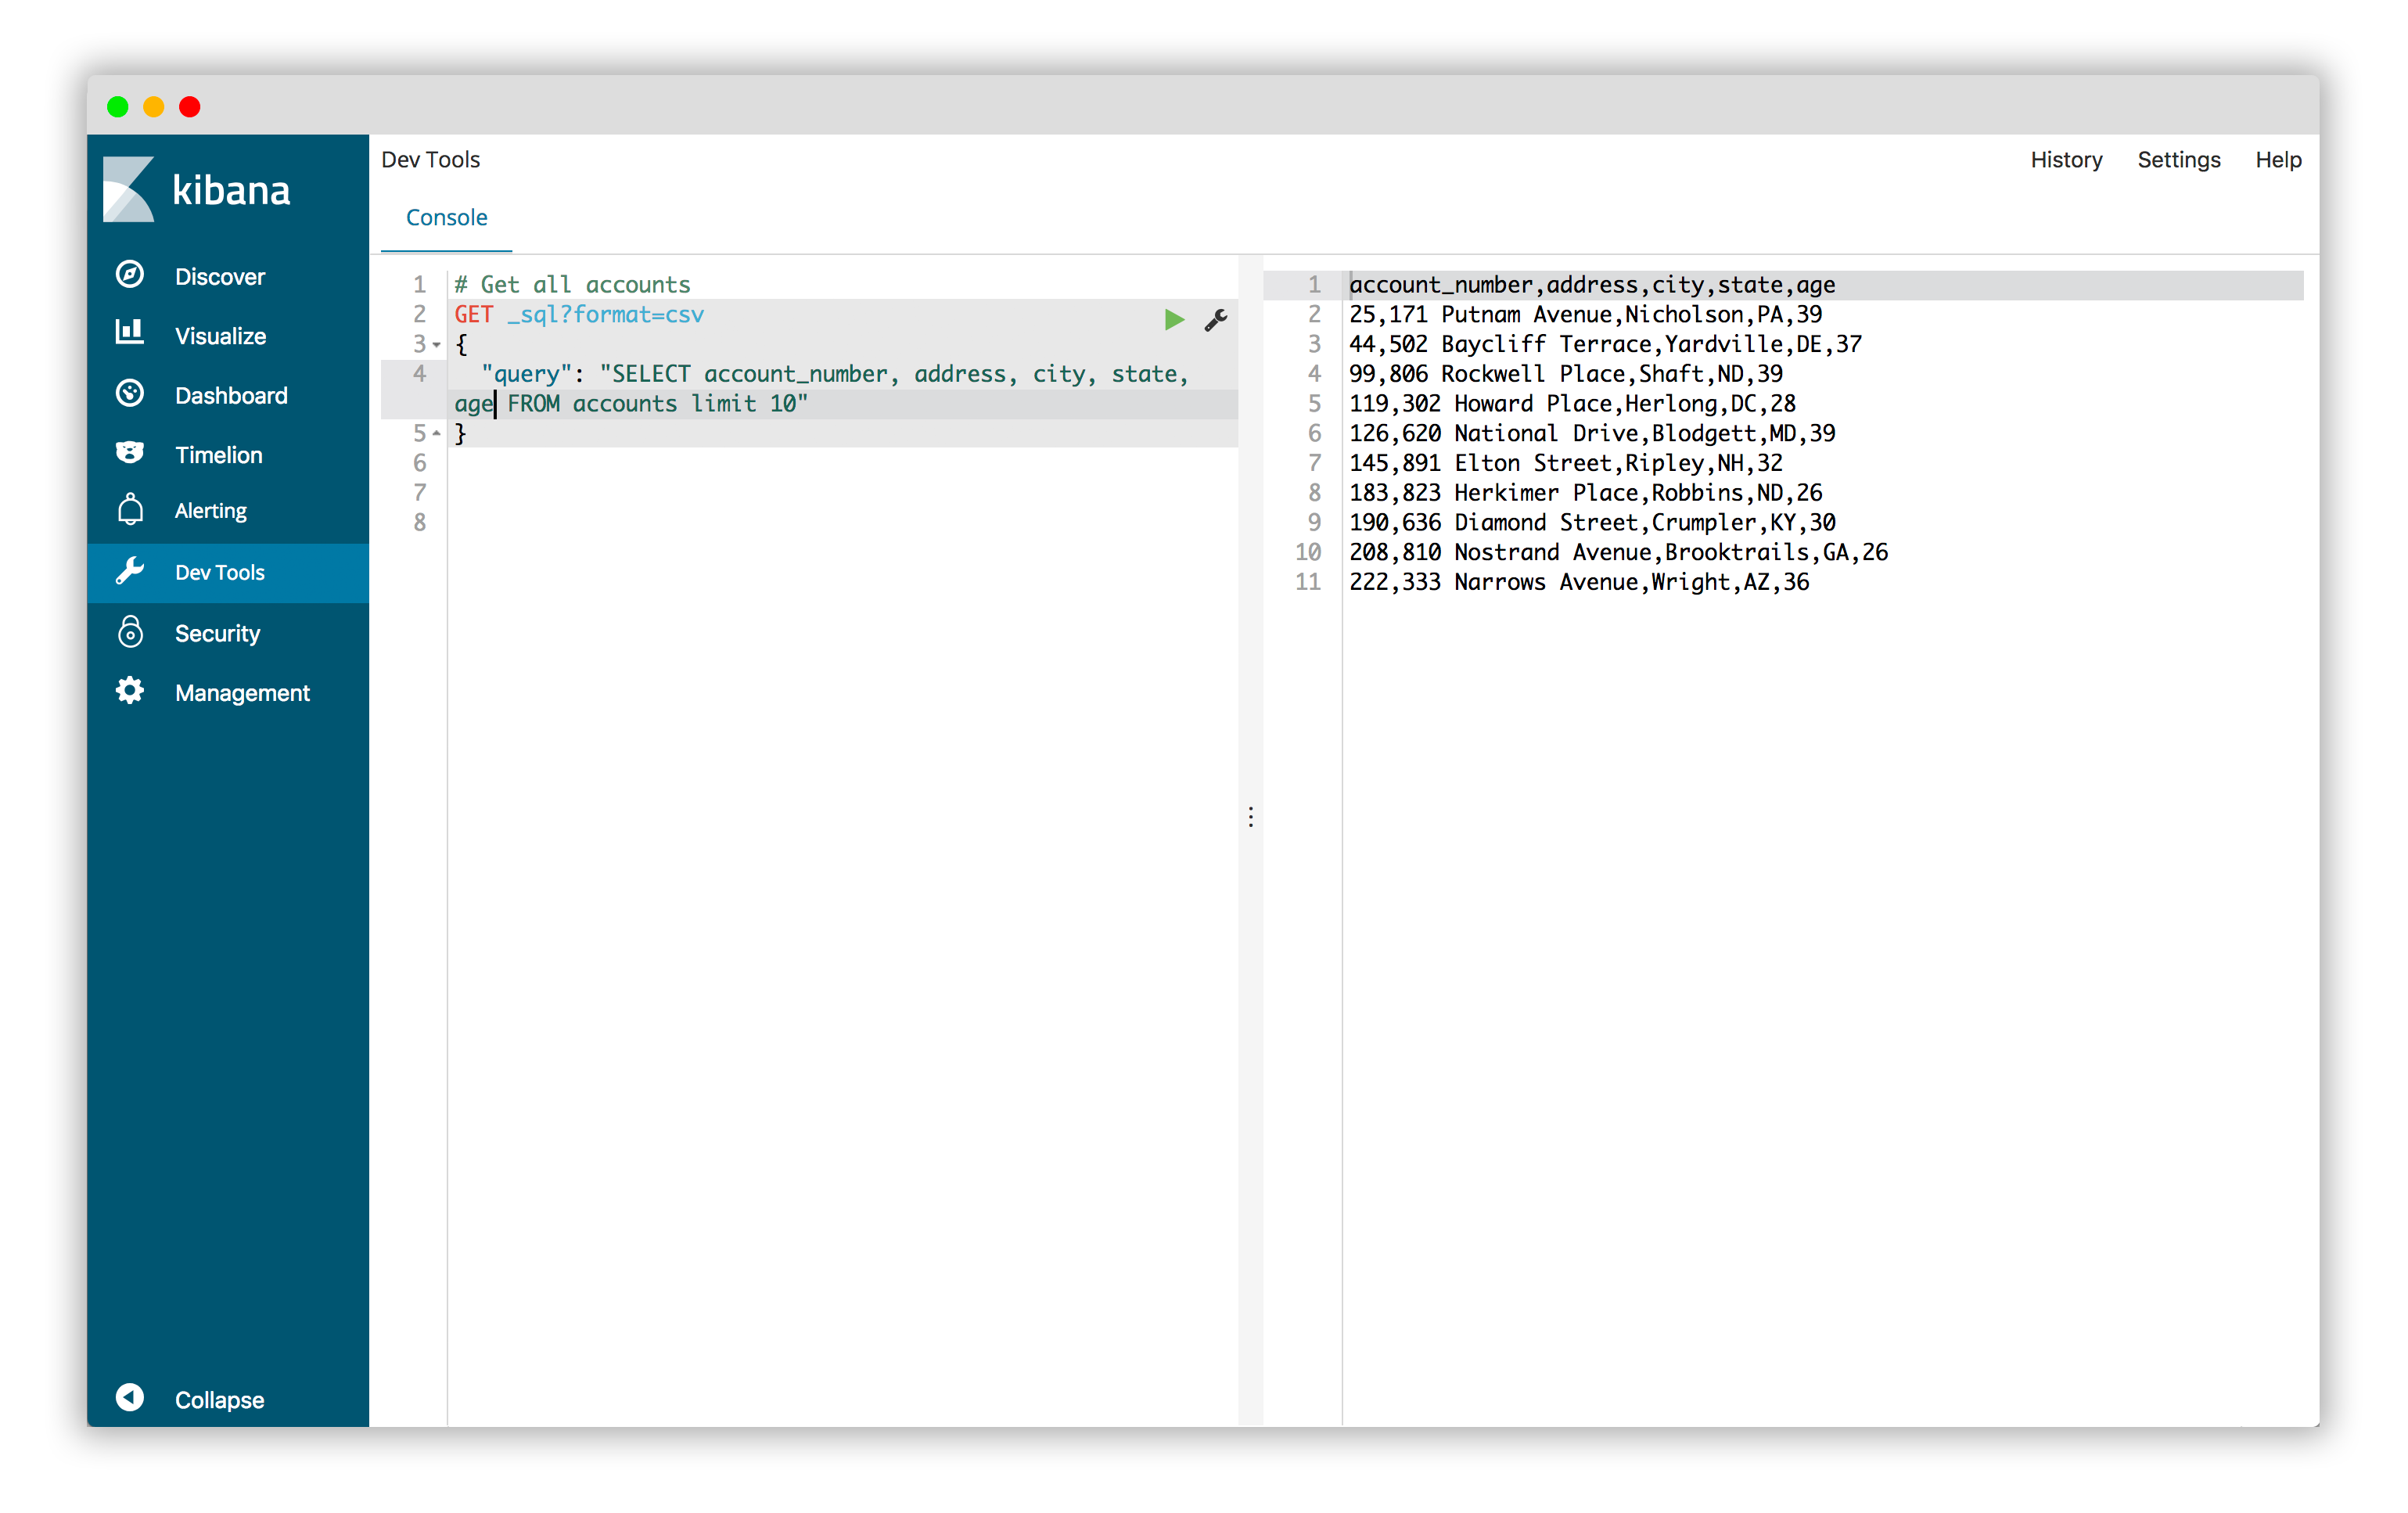 kibana
Discover
Visualize
Dashboard
Timelion
Alerting
Dev Tools
Security
Management
Collapse
Dev Tools
History Settings Help
Console
1 # Get all accounts
2 GET _sql?format=csv
3 {
4 "query": "SELECT account_number, address, city, state,
age FROM accounts limit 10"
5 }
6
7
8
1 account_number,address,city,state,age
2 25,171 Putnam Avenue,Nicholson,PA,39
3 44,502 Baycliff Terrace,Yardville,DE,37
4 99,806 Rockwell Place,Shaft,ND,39
5 119,302 Howard Place,Herlong,DC,28
6 126,620 National Drive,Blodgett,MD,39
7 145,891 Elton Street,Ripley,NH,32
8 183,823 Herkimer Place,Robbins,ND,26
9 190,636 Diamond Street,Crumpler,KY,30
10 208,810 Nostrand Avenue,Brooktrails,GA,26
11 222,333 Narrows Avenue,Wright,AZ,36